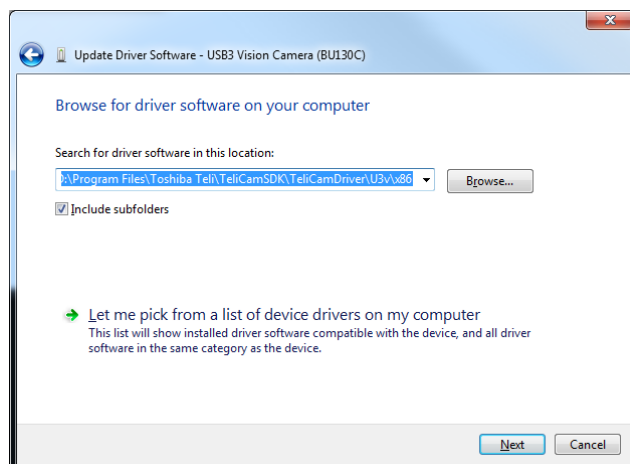 Update Driver Software - USB3 Vision Camera (BU130C)
Browse for driver software on your computer
Search for driver software in this location:
:\Program Files\Toshiba Teli\TeliCamSDK\TeliCamDriver\U3v\x86
Browse...
Include subfolders
Let me pick from a list of device drivers on my computer
This list will show installed driver software compatible with the device, and all driver
software in the same category as the device.
Next
Cancel